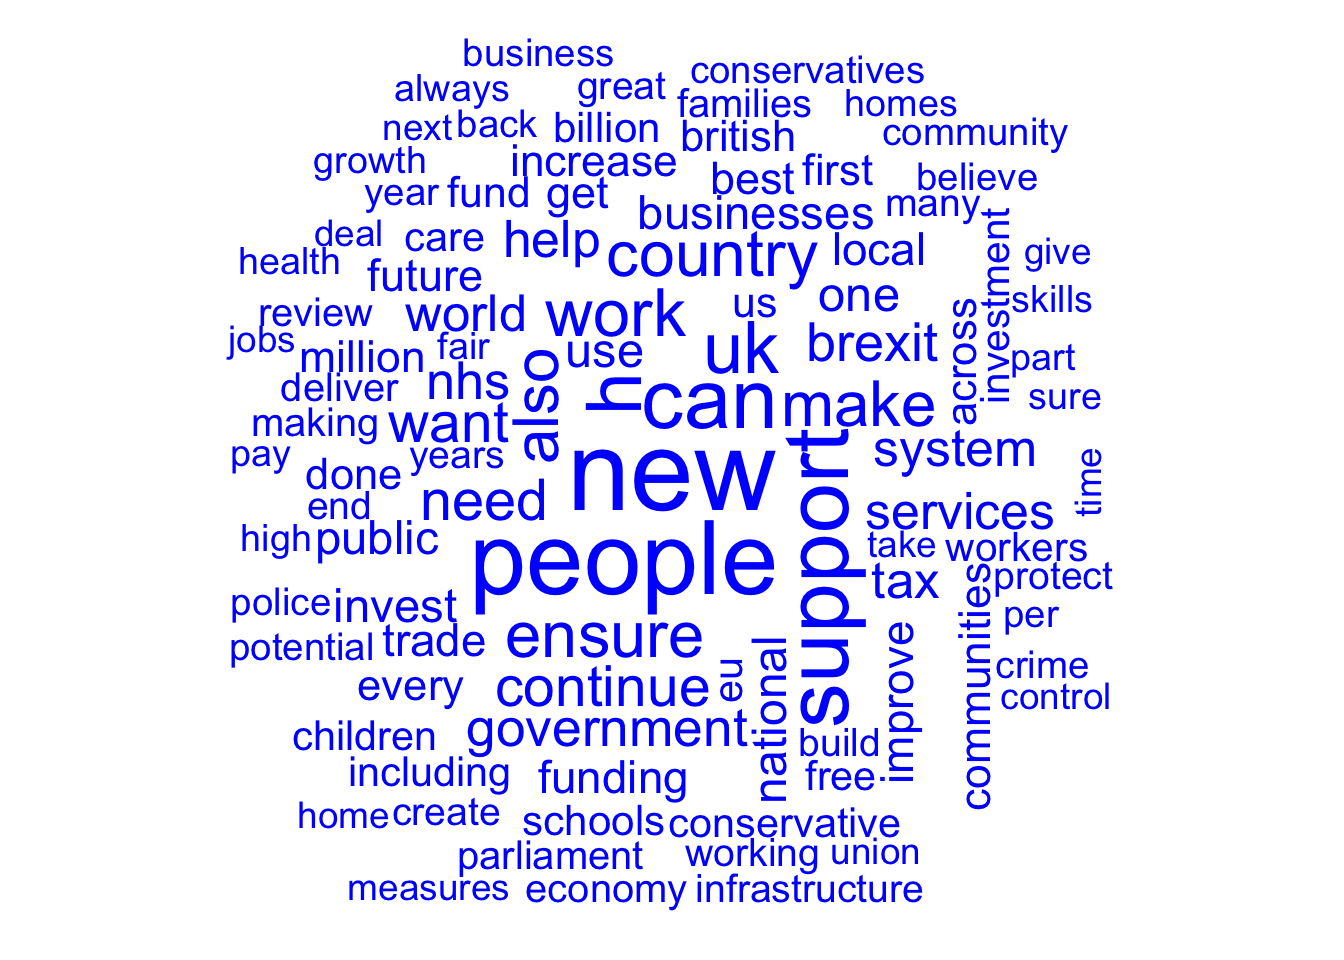 business
conservatives
always
great
families
homes
next
back
billion
british
community
growth
increase
best
first
believe
year
fund
get
businesses
many
deal
care
help
country
local
investment
give
health
future
review
world
work
us
one
across
skills
jobs
million
fair
use
uk
brexit
part
deliver
nhs
also
h
can
make
sure
making
want
support
system
pay
done
years
new
time
end
need
services
high
public
people
take
workers
tax
communities
protect
police
invest
per
potential
trade
ensure
eu
national
improve
crime
every
continue
control
children
government
build
including
funding
free
home
create
schools
conservative
parliament
working
union
measures
economy
infrastructure